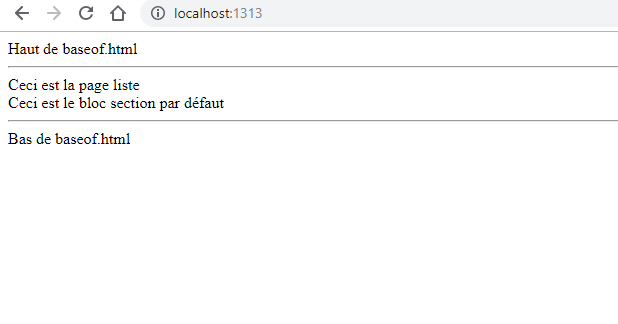 localhost:1313
Haut de baseof.html
Ceci est la page liste
Ceci est le bloc section par défaut
Bas de baseof.html